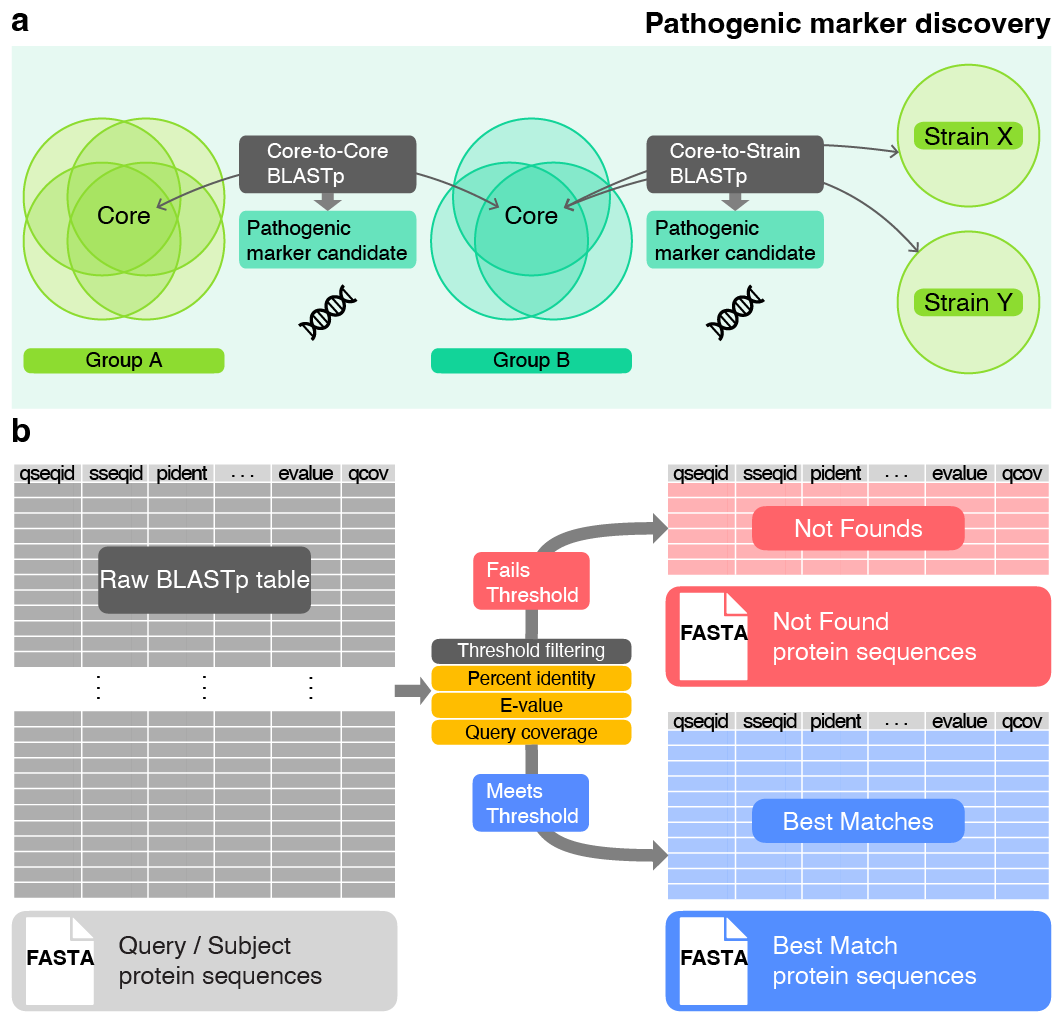 a
Pathogenic marker discovery
Core
Core-to-Core
BLASTp
Pathogenic
marker candidate
Core
Core-to-Strain
BLASTp
Pathogenic
marker candidate
Strain X
Strain Y
Group A
Group B
b
qseqid sseqid pident ... evalue qcov
Raw BLASTp table
FASTA
Query / Subject
protein sequences
Fails
Threshold
Threshold filtering
Percent identity
E-value
Query coverage
Meets
Threshold
qseqid sseqid pident ... evalue qcov
Not Founds
FASTA
Not Found
protein sequences
qseqid sseqid pident ... evalue qcov
Best Matches
FASTA
Best Match
protein sequences